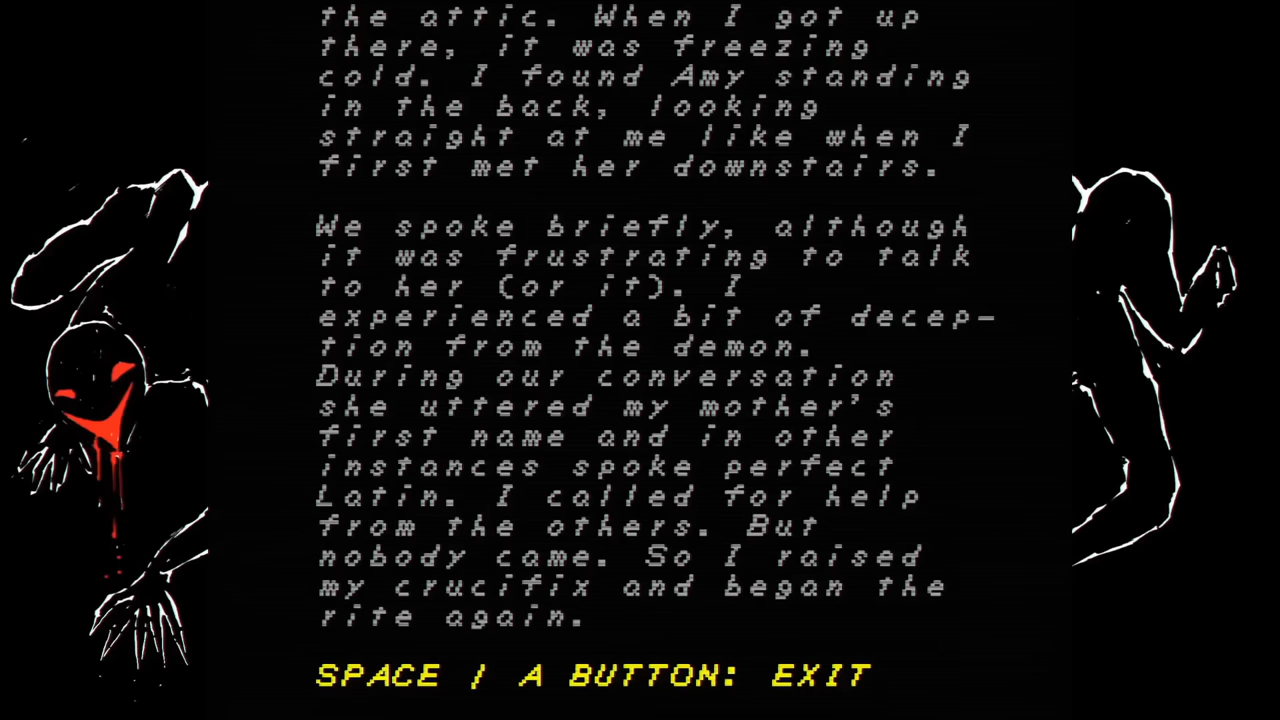 the attic. When I got up
there, it was freezing
cold. I found Amy standing
in the back, looking
straight at me like when I
first met her downstairs.
We spoke briefly, although
it was frustrating to talk
to her (or it). I
experienced a bit of decep-
tion from the demon.
During our conversation
she uttered my mother's
first name and in other
instances spoke perfect
Latin. I called for help
from the others. But
nobody came. So I raised
my crucifix and began the
rite again.
SPACE / A BUTTON: EXIT